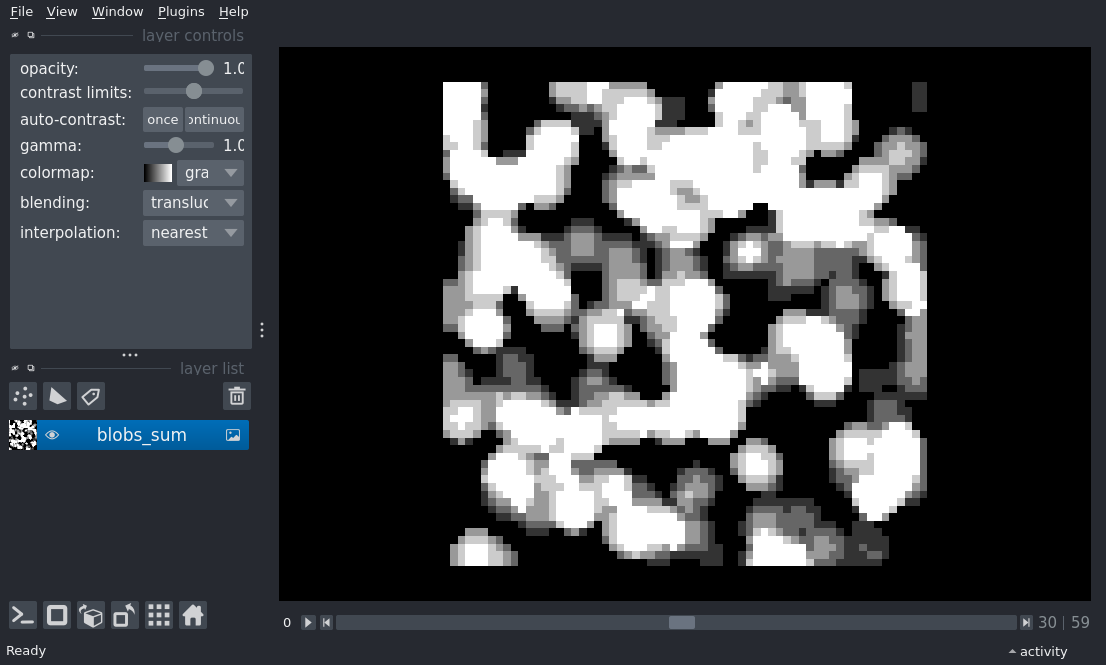 File View Window Plugins Help
layer controls
opacity: 1.0
contrast limits:
auto-contrast: once ontinuou
gamma: 1.0
colormap: gra
blending: transluc
interpolation: nearest
layer list
blobs_sum
0 30 | 59
Ready activity